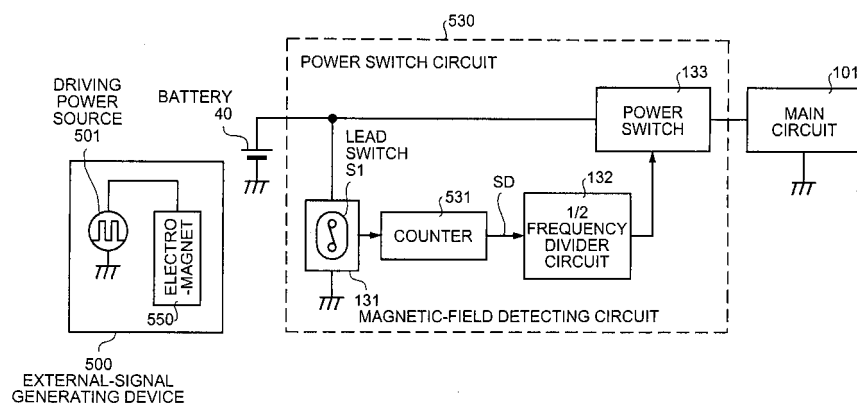 530
POWER SWITCH CIRCUIT
133
101
DRIVING
POWER
SOURCE
501
BATTERY
40
POWER
SWITCH
MAIN
CIRCUIT
LEAD
SWITCH
S1
531
SD
132
COUNTER
1/2
FREQUENCY
DIVIDER
CIRCUIT
ELECTRO
-MAGNET
550
131
MAGNETIC-FIELD DETECTING CIRCUIT
500
EXTERNAL-SIGNAL
GENERATING DEVICE